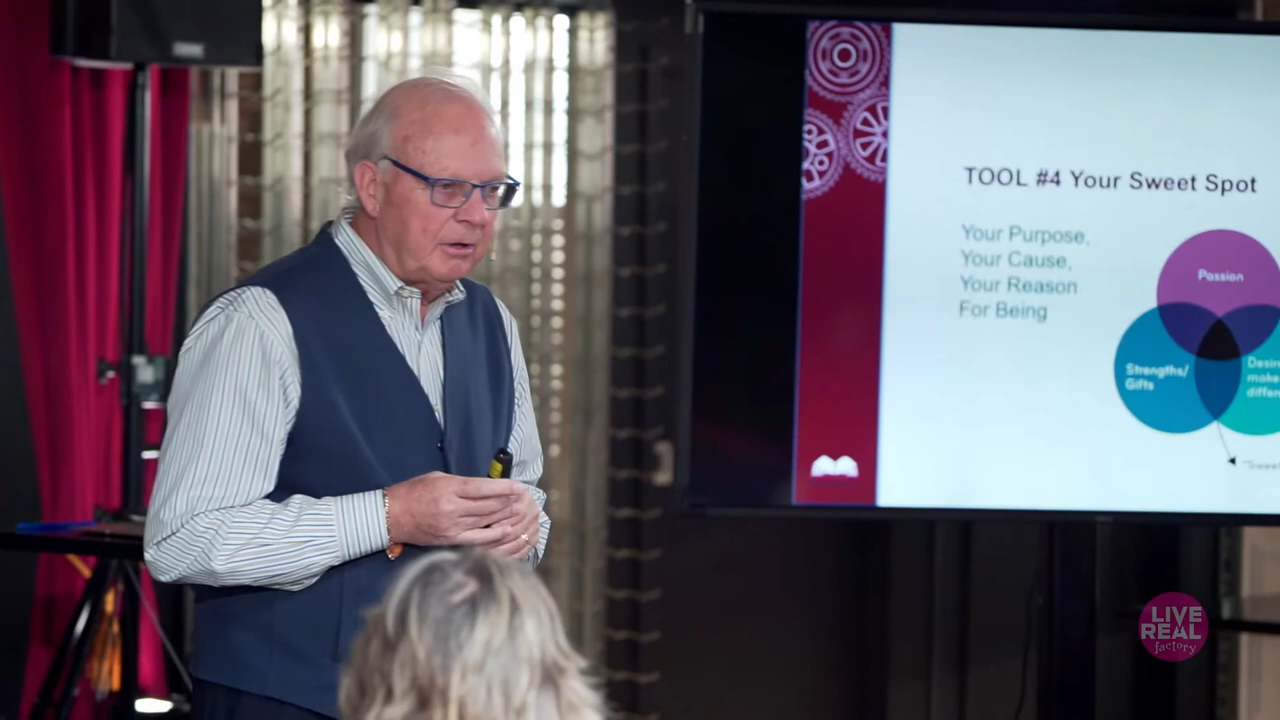 TOOL #4 Your Sweet Spot
Your Purpose,
Your Cause,
Your Reason
For Being
Passion
Strengths/
Gifts
make
LIVE
REAL
factory